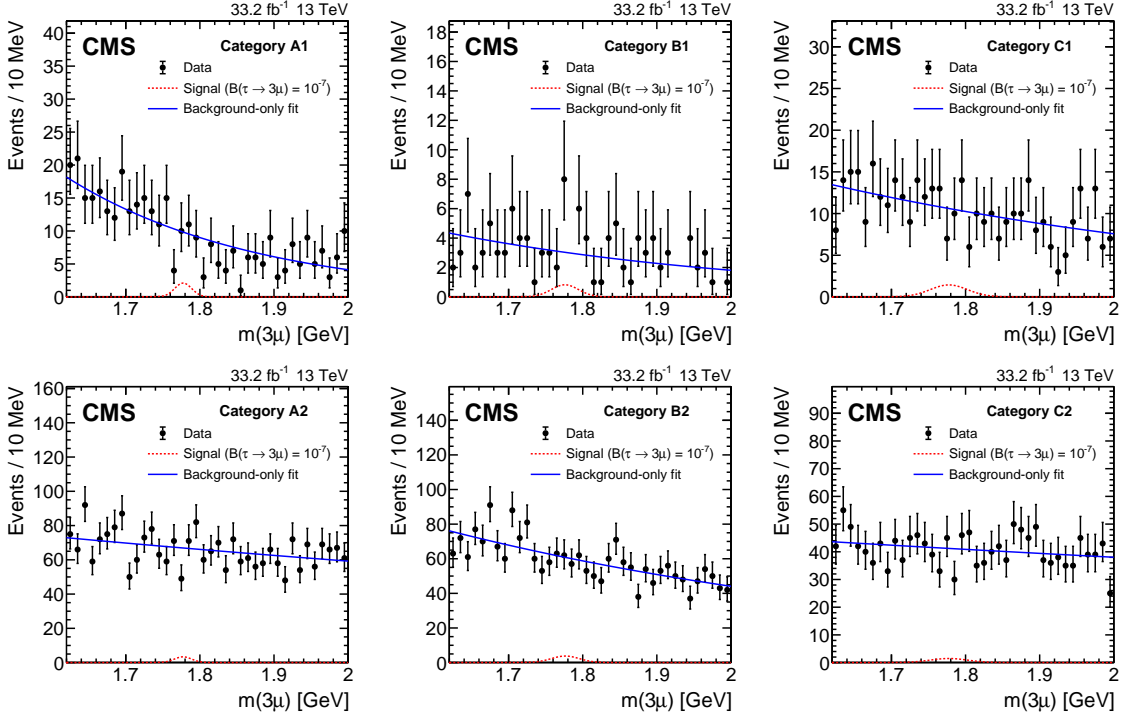 33.2 fb⁻¹ 13 TeV
CMS
Category A1
Data
Signal (B(τ → 3μ) = 10⁻⁷)
Background-only fit
Events / 10 MeV
40
35
30
25
20
15
10
5
0
1.7 1.8 1.9 2
m(3μ) [GeV]
33.2 fb⁻¹ 13 TeV
CMS
Category B1
Data
Signal (B(τ → 3μ) = 10⁻⁷)
Background-only fit
Events / 10 MeV
18
16
14
12
10
8
6
4
2
0
1.7 1.8 1.9 2
m(3μ) [GeV]
33.2 fb⁻¹ 13 TeV
CMS
Category C1
Data
Signal (B(τ → 3μ) = 10⁻⁷)
Background-only fit
Events / 10 MeV
30
25
20
15
10
5
0
1.7 1.8 1.9 2
m(3μ) [GeV]
33.2 fb⁻¹ 13 TeV
CMS
Category A2
Data
Signal (B(τ → 3μ) = 10⁻⁷)
Background-only fit
Events / 10 MeV
160
140
120
100
80
60
40
20
0
1.7 1.8 1.9 2
m(3μ) [GeV]
33.2 fb⁻¹ 13 TeV
CMS
Category B2
Data
Signal (B(τ → 3μ) = 10⁻⁷)
Background-only fit
Events / 10 MeV
140
120
100
80
60
40
20
0
1.7 1.8 1.9 2
m(3μ) [GeV]
33.2 fb⁻¹ 13 TeV
CMS
Category C2
Data
Signal (B(τ → 3μ) = 10⁻⁷)
Background-only fit
Events / 10 MeV
90
80
70
60
50
40
30
20
10
0
1.7 1.8 1.9 2
m(3μ) [GeV]